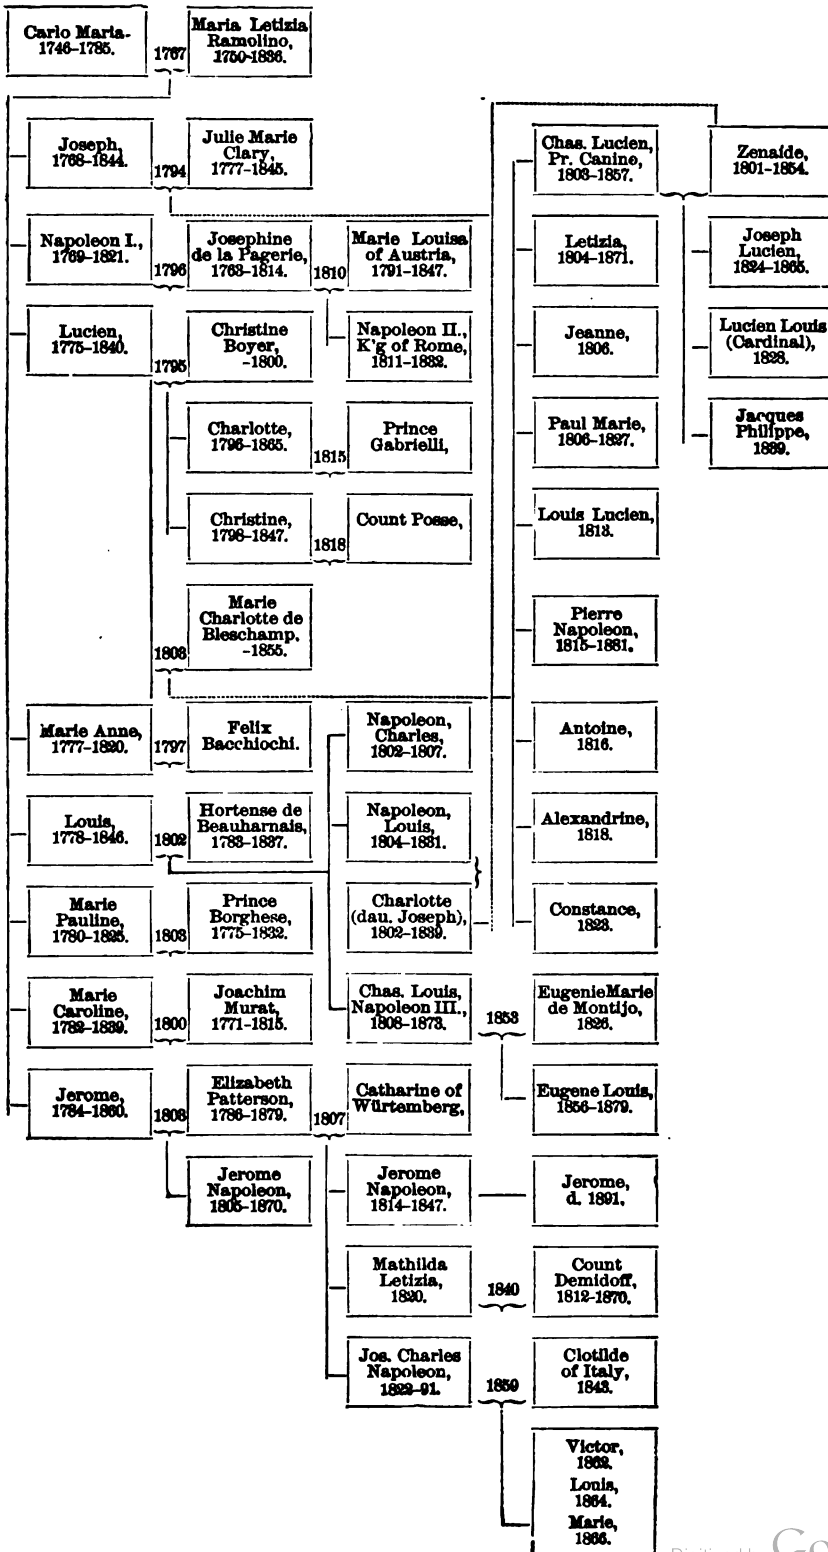 Carlo Maria-
1746-1785.
1767
Maria Letizia
Ramolino,
1750-1836.
Joseph,
1768-1844.
1794
Julie Marie
Clary,
1777-1845.
Napoleon I.,
1769-1821.
1796
Josephine
de la Pagerie,
1763-1814.
1810
Marie Louisa
of Austria,
1791-1847.
Napoleon II.,
K'g of Rome,
1811-1832.
Lucien,
1775-1840.
1795
Christine
Boyer,
-1800.
Charlotte,
1796-1865.
1815
Prince
Gabrielli,
Christine,
1798-1847.
1818
Count Posse,
1803
Marie
Charlotte de
Bleschamp,
-1855.
Chas. Lucien,
Pr. Canino,
1803-1857.
Zenaide,
1801-1854.
Joseph
Lucien,
1824-1865.
Lucien Louis
(Cardinal),
1828.
Jacques
Philippe,
1839.
Letizia,
1804-1871.
Jeanne,
1806.
Paul Marie,
1806-1827.
Louis Lucien,
1813.
Pierre
Napoleon,
1815-1881.
Antoine,
1816.
Alexandrine,
1818.
Constance,
1823.
Marie Anne,
1777-1820.
1797
Felix
Bacchiochi.
Louis,
1778-1846.
1802
Hortense de
Beauharnais,
1783-1837.
Napoleon,
Charles,
1802-1807.
Napoleon,
Louis,
1804-1831.
Charlotte
(dau. Joseph),
1802-1839.
Chas. Louis,
Napoleon III.,
1808-1873.
1853
Eugenie Marie
de Montijo,
1826.
Eugene Louis,
1856-1879.
Marie
Pauline,
1780-1825.
1803
Prince
Borghese,
1775-1832.
Marie
Caroline,
1782-1839.
1800
Joachim
Murat,
1771-1815.
Jerome,
1784-1860.
1803
Elizabeth
Patterson,
1786-1879.
1807
Catharine of
Würtemberg,
Jerome
Napoleon,
1805-1870.
Jerome
Napoleon,
1814-1847.
Jerome,
d. 1891.
Mathilda
Letizia,
1820.
1840
Count
Demidoff,
1812-1870.
Jos. Charles
Napoleon,
1822-91.
1859
Clotilde
of Italy,
1843.
Victor,
1862.
Louis,
1864.
Marie,
1866.